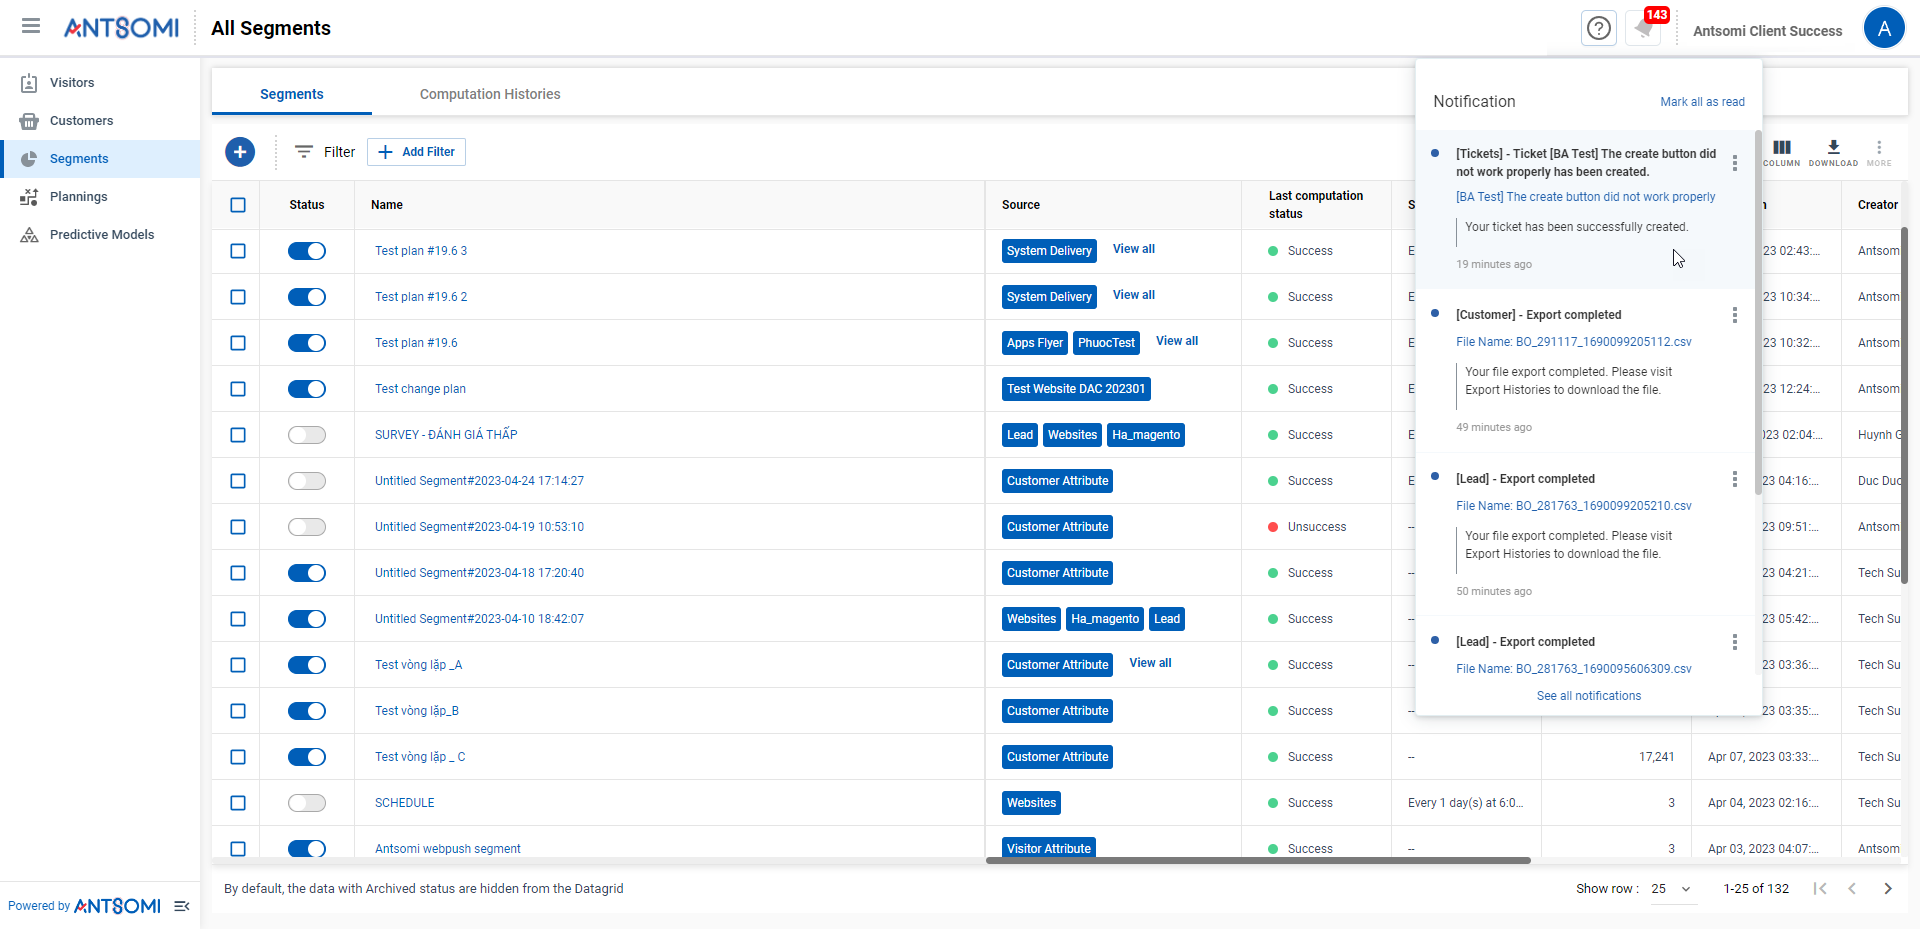 ANTSOMI
All Segments
143
Antsomi Client Success
A
Visitors
Customers
Segments
Plannings
Predictive Models
Segments
Computation Histories
Filter
Add Filter
COLUMN
DOWNLOAD
MORE
Status
Name
Source
Last computation
status
Creator
Test plan #19.6 3
System Delivery
View all
Success
23 02:43:...
Antsom
Test plan #19.6 2
System Delivery
View all
Success
23 10:34:...
Antsom
Test plan #19.6
Apps Flyer
PhuocTest
View all
Success
23 10:32:...
Antsom
Test change plan
Test Website DAC 202301
Success
23 12:24:...
Antsom
SURVEY - ĐÁNH GIÁ THẤP
Lead
Websites
Ha_magento
Success
023 02:04:...
Huynh G
Untitled Segment#2023-04-24 17:14:27
Customer Attribute
Success
23 04:16:...
Duc Duc
Untitled Segment#2023-04-19 10:53:10
Customer Attribute
Unsuccess
--
23 09:51:...
Antsom
Untitled Segment#2023-04-18 17:20:40
Customer Attribute
Success
--
23 04:21:...
Tech Su
Untitled Segment#2023-04-10 18:42:07
Websites
Ha_magento
Lead
Success
--
23 05:42:...
Tech Su
Test vòng lặp _A
Customer Attribute
View all
Success
--
23 03:36:...
Tech Su
Test vòng lặp_B
Customer Attribute
Success
--
23 03:35:...
Tech Su
Test vòng lặp _ C
Customer Attribute
Success
--
17,241
Apr 07, 2023 03:33:...
Tech Su
SCHEDULE
Websites
Success
Every 1 day(s) at 6:0...
3
Apr 04, 2023 02:16:...
Tech Su
Antsomi webpush segment
Visitor Attribute
Success
--
3
Apr 03, 2023 04:07:...
Antsom
Notification
Mark all as read
[Tickets] - Ticket [BA Test] The create button did
not work properly has been created.
[BA Test] The create button did not work properly
Your ticket has been successfully created.
19 minutes ago
[Customer] - Export completed
File Name: BO_291117_1690099205112.csv
Your file export completed. Please visit
Export Histories to download the file.
49 minutes ago
[Lead] - Export completed
File Name: BO_281763_1690099205210.csv
Your file export completed. Please visit
Export Histories to download the file.
50 minutes ago
[Lead] - Export completed
File Name: BO_281763_1690095606309.csv
See all notifications
By default, the data with Archived status are hidden from the Datagrid
Show row :
25
1-25 of 132
Powered by ANTSOMI